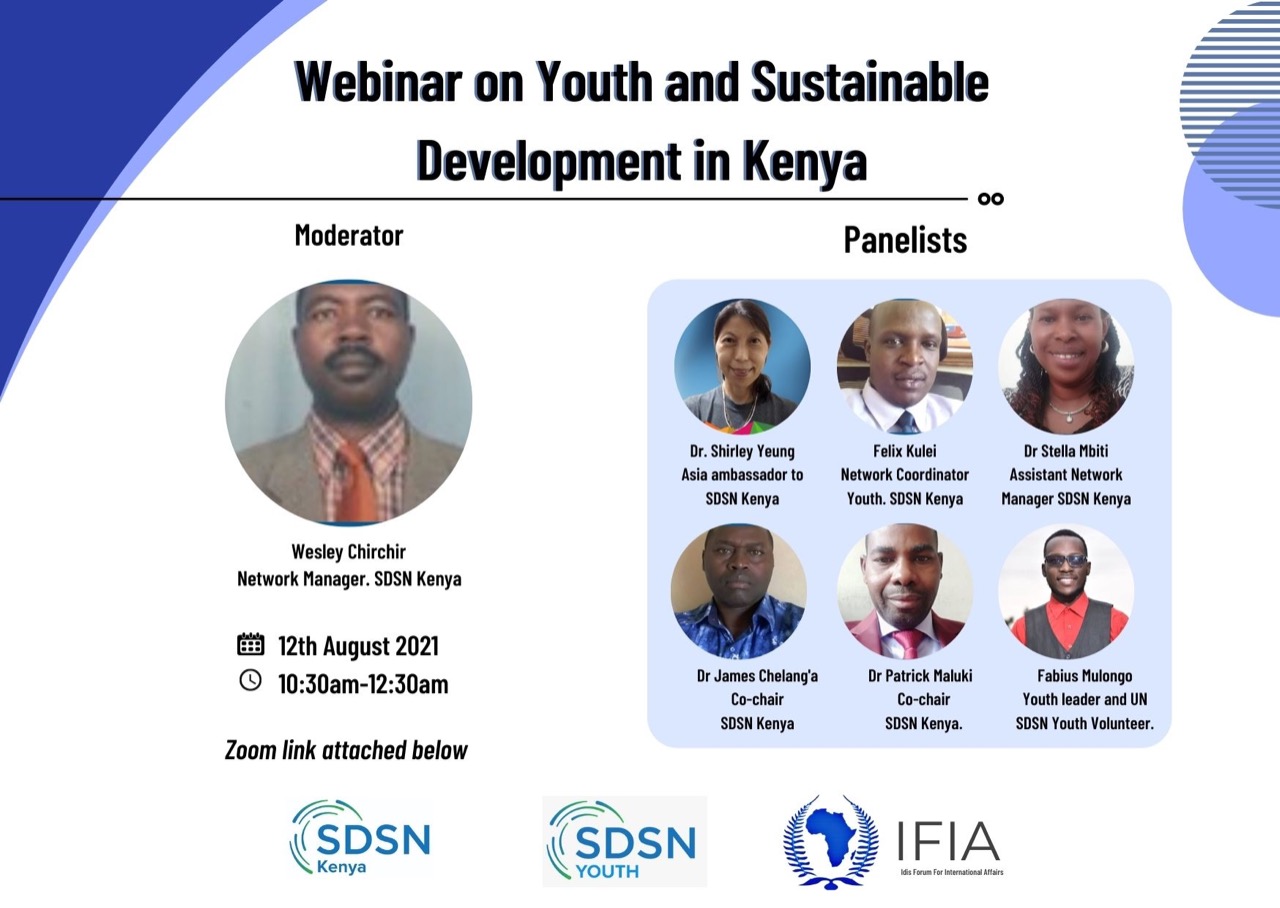 Webinar on Youth and Sustainable
Development in Kenya
Moderator
Wesley Chirchir
Network Manager. SDSN Kenya
12th August 2021
10:30am-12:30am
Zoom link attached below
Panelists
Dr. Shirley Yeung
Asia ambassador to
SDSN Kenya
Felix Kulei
Network Coordinator
Youth. SDSN Kenya
Dr Stella Mbiti
Assistant Network
Manager SDSN Kenya
Dr James Chelang'a
Co-chair
SDSN Kenya
Dr Patrick Maluki
Co-chair
SDSN Kenya.
Fabius Mulongo
Youth leader and UN
SDSN Youth Volunteer.
SDSN
Kenya
SDSN
YOUTH
IFIA
Idis Forum For International Affairs